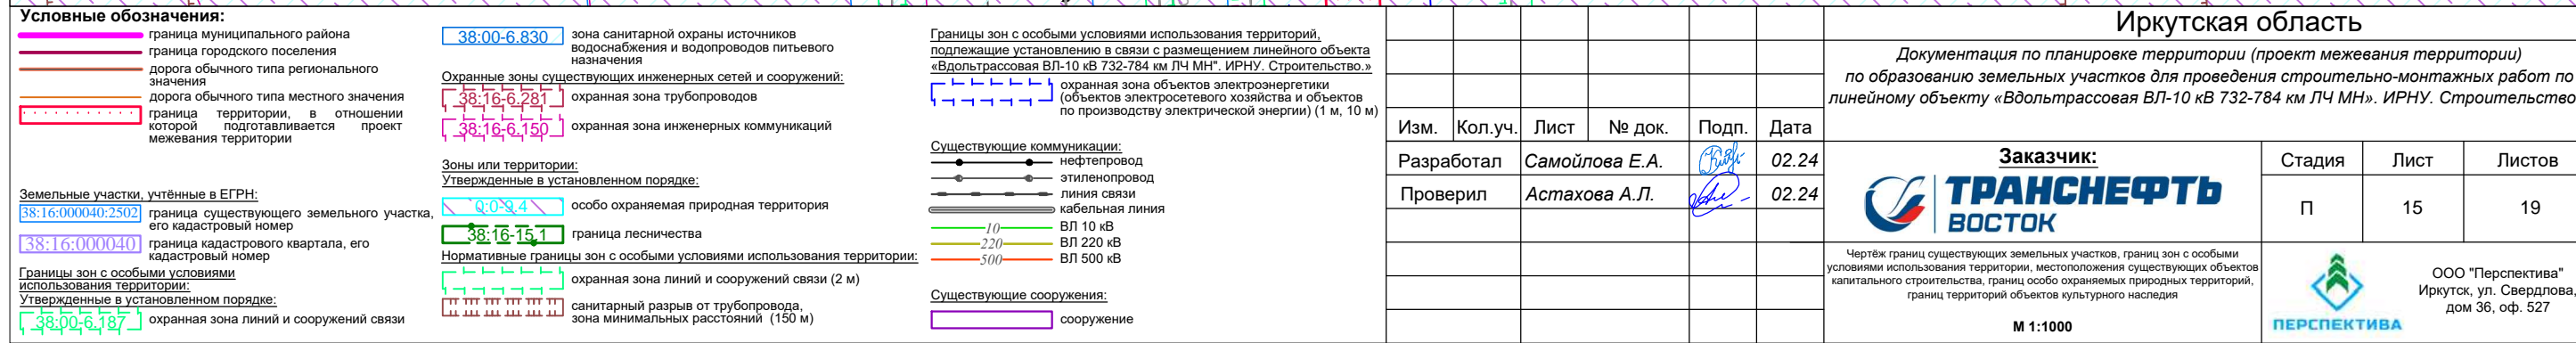 Условные обозначения:
граница муниципального района
граница городского поселения
дорога обычного типа регионального
значения
дорога обычного типа местного значения
граница территории, в отношении
которой подготавливается проект
межевания территории
Земельные участки, учтённые в ЕГРН:
38:16:000040:2502
граница существующего земельного участка,
его кадастровый номер
38:16:000040
граница кадастрового квартала, его
кадастровый номер
Границы зон с особыми условиями
использования территории:
Утвержденные в установленном порядке:
38:00-6.187
охранная зона линий и сооружений связи
38:00-6.830
зона санитарной охраны источников
водоснабжения и водопроводов питьевого
назначения
Охранные зоны существующих инженерных сетей и сооружений:
38:16-6.281
охранная зона трубопроводов
38:16-6.150
охранная зона инженерных коммуникаций
Зоны или территории:
Утвержденные в установленном порядке:
0:0-9.4
особо охраняемая природная территория
38:16-15.1
граница лесничества
Нормативные границы зон с особыми условиями использования территории:
охранная зона линий и сооружений связи (2 м)
санитарный разрыв от трубопровода,
зона минимальных расстояний (150 м)
Границы зон с особыми условиями использования территорий,
подлежащие установлению в связи с размещением линейного объекта
«Вдольтрассовая ВЛ-10 кВ 732-784 км ЛЧ МН". ИРНУ. Строительство.»
охранная зона объектов электроэнергетики
(объектов электросетевого хозяйства и объектов
по производству электрической энергии) (1 м, 10 м)
Существующие коммуникации:
нефтепровод
этиленопровод
линия связи
кабельная линия
10 ВЛ 10 кВ
220 ВЛ 220 кВ
500 ВЛ 500 кВ
Существующие сооружения:
сооружение
Изм. Кол.уч. Лист № док. Подп. Дата
Разработал Самойлова Е.А. 02.24
Проверил Астахова А.Л. 02.24
Иркутская область
Документация по планировке территории (проект межевания территории)
по образованию земельных участков для проведения строительно-монтажных работ по
линейному объекту «Вдольтрассовая ВЛ-10 кВ 732-784 км ЛЧ МН». ИРНУ. Строительство
Заказчик:
ТРАНСНЕФТЬ
ВОСТОК
Стадия Лист Листов
П 15 19
Чертёж границ существующих земельных участков, границ зон с особыми
условиями использования территории, местоположения существующих объектов
капитального строительства, границ особо охраняемых природных территорий,
границ территорий объектов культурного наследия
М 1:1000
ПЕРСПЕКТИВА
ООО "Перспектива"
Иркутск, ул. Свердлова,
дом 36, оф. 527